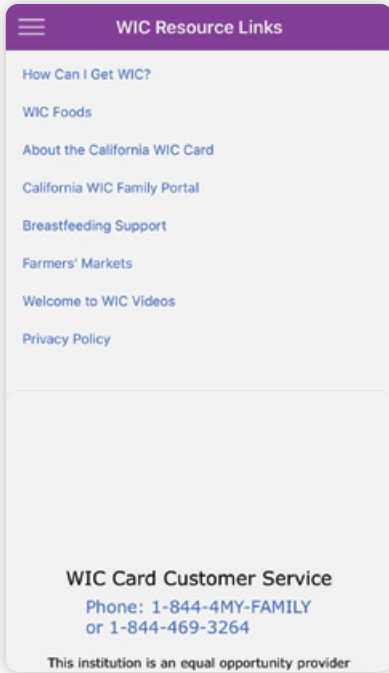 WIC Resource Links
How Can I Get WIC?
WIC Foods
About the California WIC Card
California WIC Family Portal
Breastfeeding Support
Farmers' Markets
Welcome to WIC Videos
Privacy Policy
WIC Card Customer Service
Phone: 1-844-4MY-FAMILY
or 1-844-469-3264
This institution is an equal opportunity provider